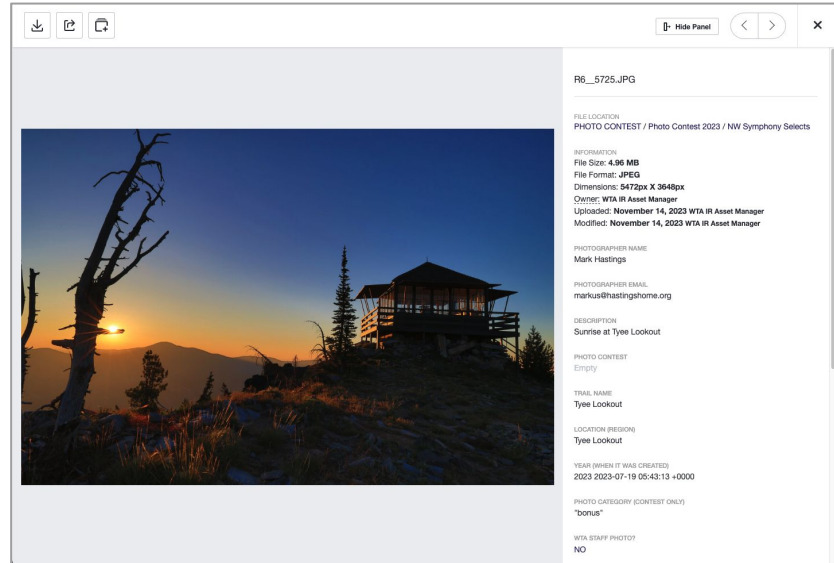 Hide Panel
R6__5725.JPG
FILE LOCATION
PHOTO CONTEST / Photo Contest 2023 / NW Symphony Selects
INFORMATION
File Size: 4.96 MB
File Format: JPEG
Dimensions: 5472px X 3648px
Owner: WTA IR Asset Manager
Uploaded: November 14, 2023 WTA IR Asset Manager
Modified: November 14, 2023 WTA IR Asset Manager
PHOTOGRAPHER NAME
Mark Hastings
PHOTOGRAPHER EMAIL
markus@hastingshome.org
DESCRIPTION
Sunrise at Tyee Lookout
PHOTO CONTEST
Empty
TRAIL NAME
Tyee Lookout
LOCATION (REGION)
Tyee Lookout
YEAR (WHEN IT WAS CREATED)
2023 2023-07-19 05:43:13 +0000
PHOTO CATEGORY (CONTEST ONLY)
"bonus"
WTA STAFF PHOTO?
NO